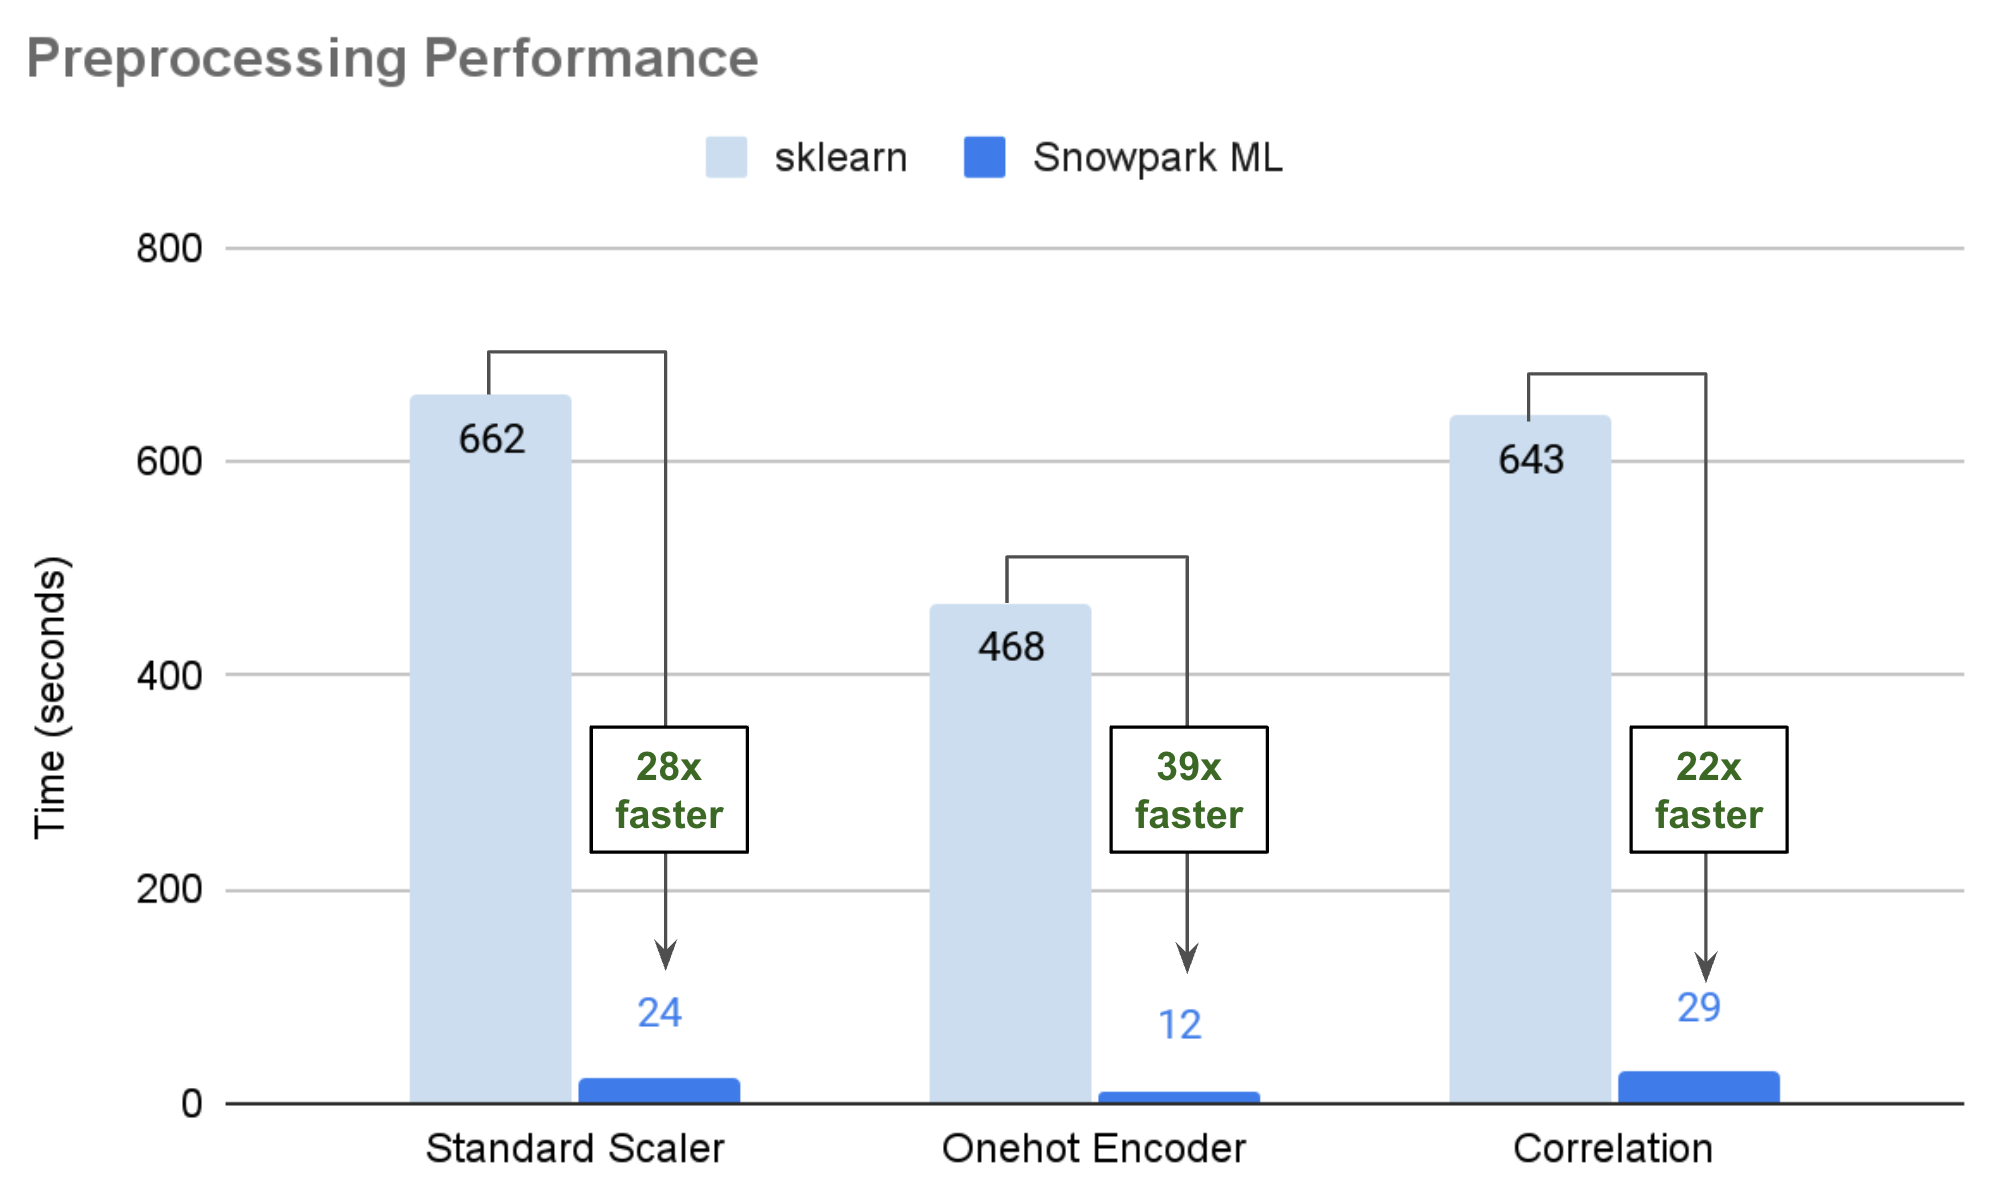 Preprocessing Performance
sklearn
Snowpark ML
Time (seconds)
800
600
400
200
0
662
28x
faster
24
468
39x
faster
12
643
22x
faster
29
Standard Scaler
Onehot Encoder
Correlation